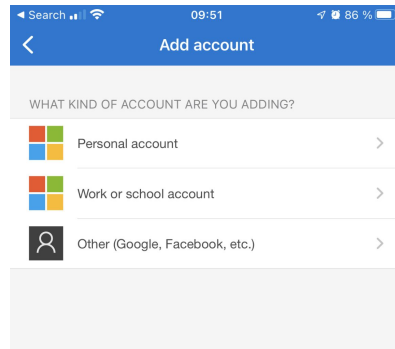 Search 09:51 86 %
Add account
WHAT KIND OF ACCOUNT ARE YOU ADDING?
Personal account
Work or school account
Other (Google, Facebook, etc.)